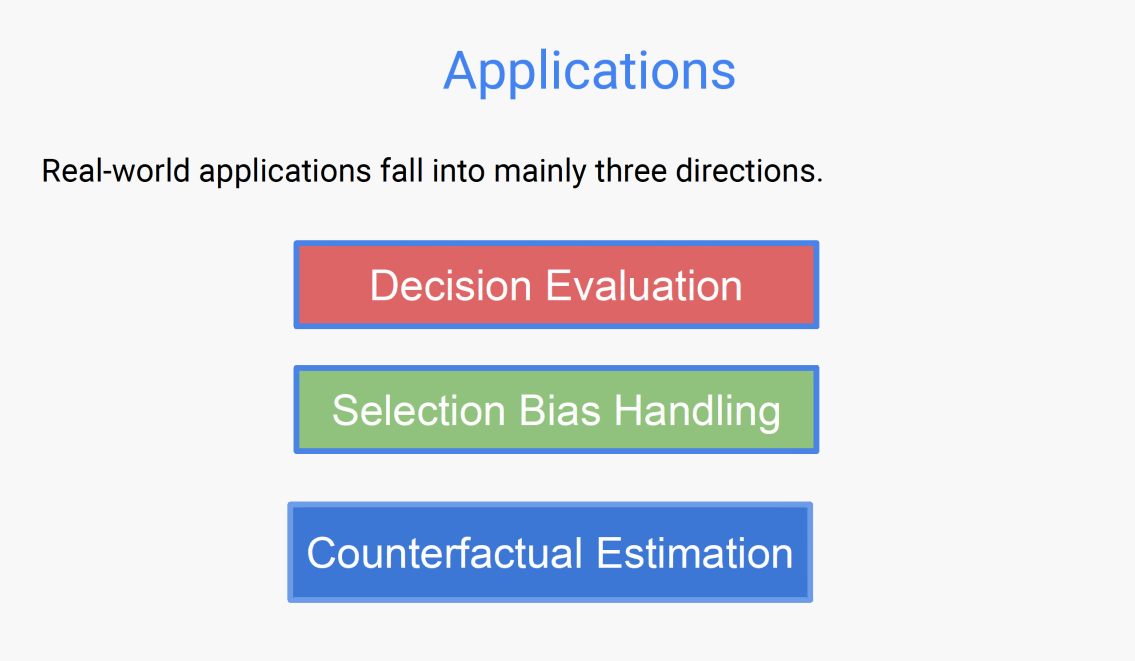 Applications
Real-world applications fall into mainly three directions.
Decision Evaluation
Selection Bias Handling
Counterfactual Estimation